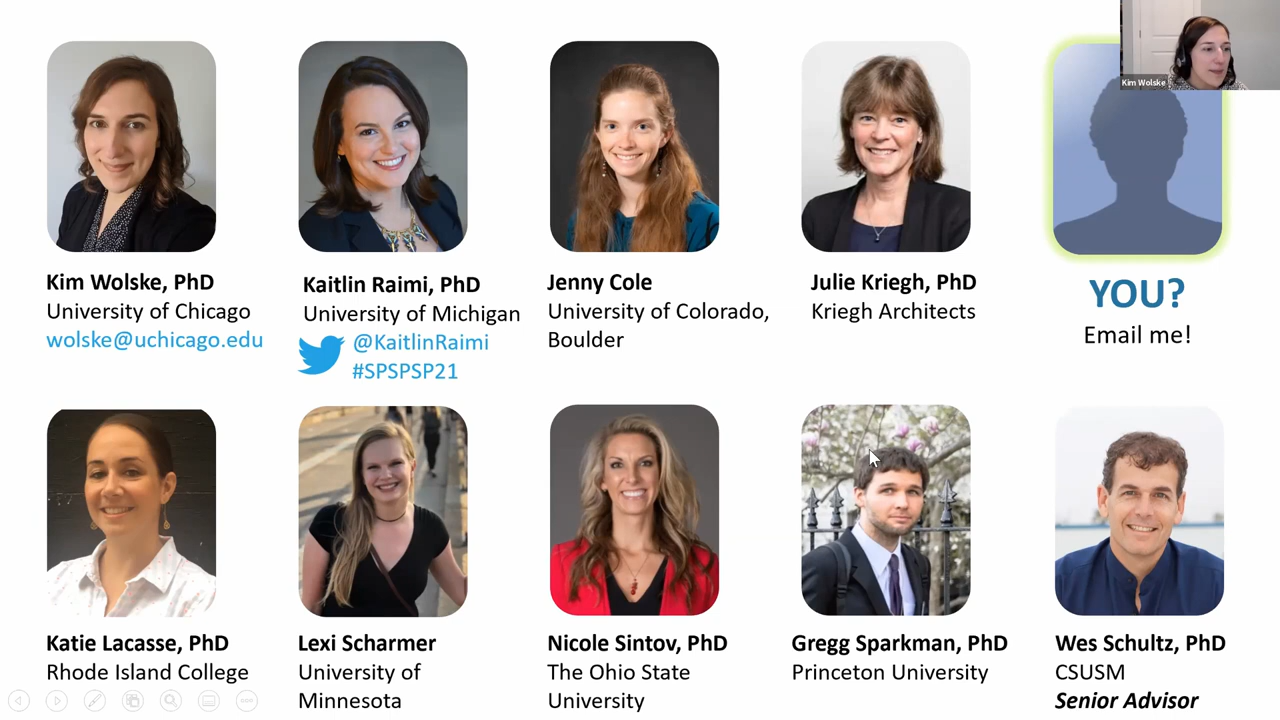 Kim Wolske
Kim Wolske, PhD
University of Chicago
wolske@uchicago.edu
Kaitlin Raimi, PhD
University of Michigan
@KaitlinRaimi
#SPSPSP21
Jenny Cole
University of Colorado,
Boulder
Julie Kriegh, PhD
Kriegh Architects
YOU?
Email me!
Katie Lacasse, PhD
Rhode Island College
Lexi Scharmer
University of
Minnesota
Nicole Sintov, PhD
The Ohio State
University
Gregg Sparkman, PhD
Princeton University
Wes Schultz, PhD
CSUSM
Senior Advisor